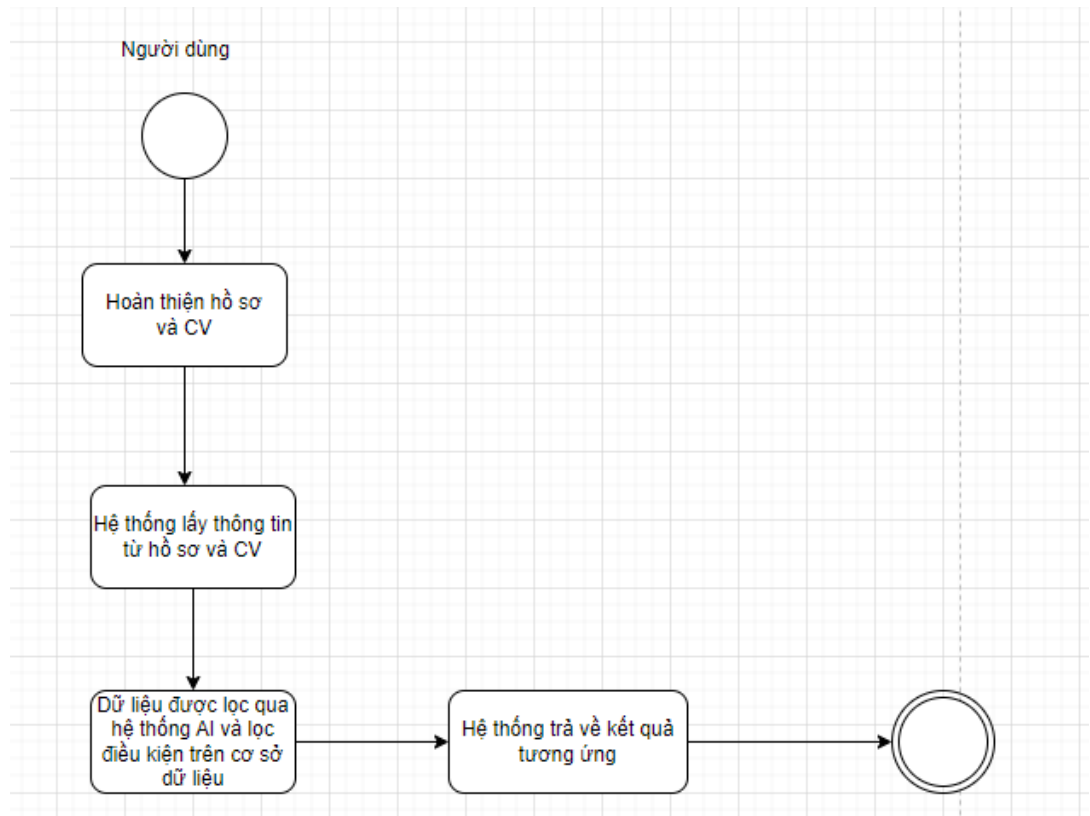 Người dùng
Hoàn thiện hồ sơ
và CV
Hệ thống lấy thông tin
từ hồ sơ và CV
Dữ liệu được lọc qua
hệ thống AI và lọc
điều kiện trên cơ sở
dữ liệu
Hệ thống trả về kết quả
tương ứng